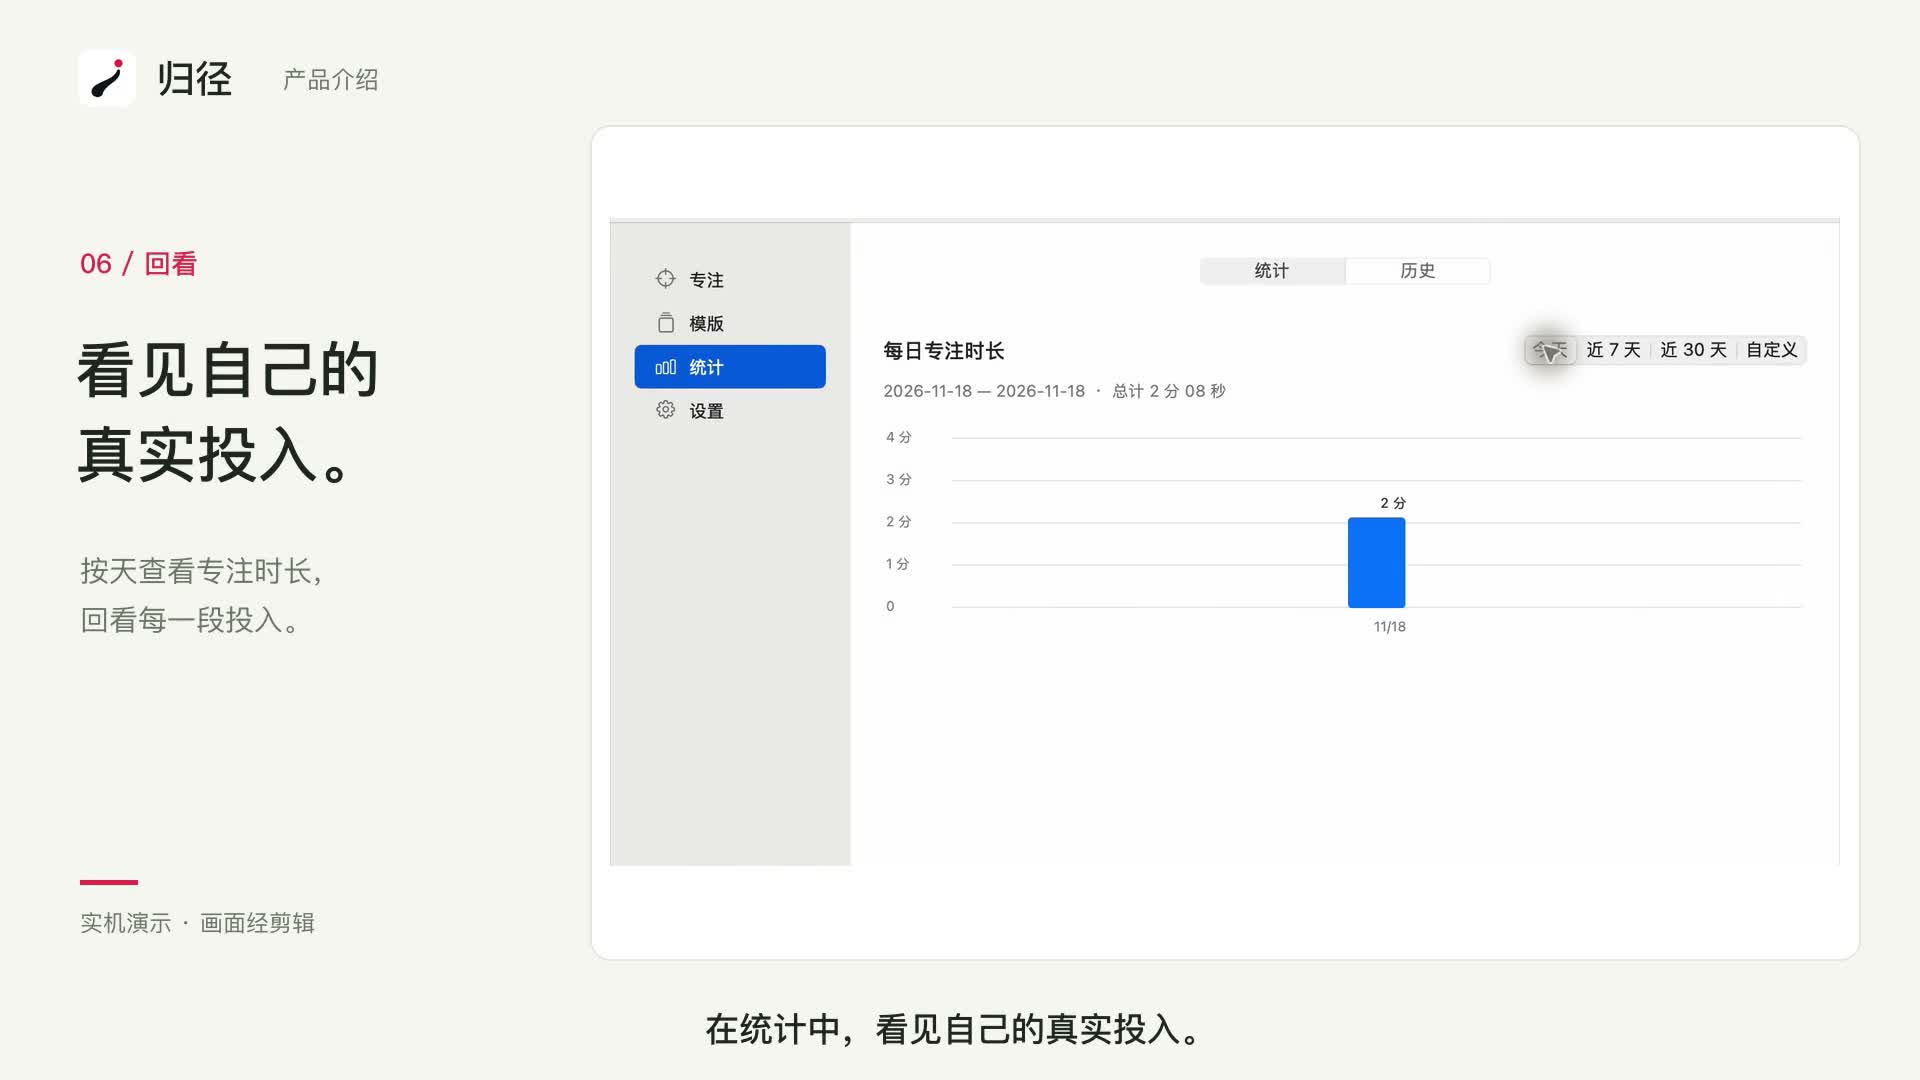 归径
产品介绍
06 / 回看
看见自己的
真实投入。
按天查看专注时长，
回看每一段投入。
实机演示 · 画面经剪辑
专注
模版
统计
设置
统计
历史
每日专注时长
今天
近 7 天
近 30 天
自定义
2026-11-18 — 2026-11-18 · 总计 2 分 08 秒
4 分
3 分
2 分
1 分
0
2 分
11/18
在统计中，看见自己的真实投入。